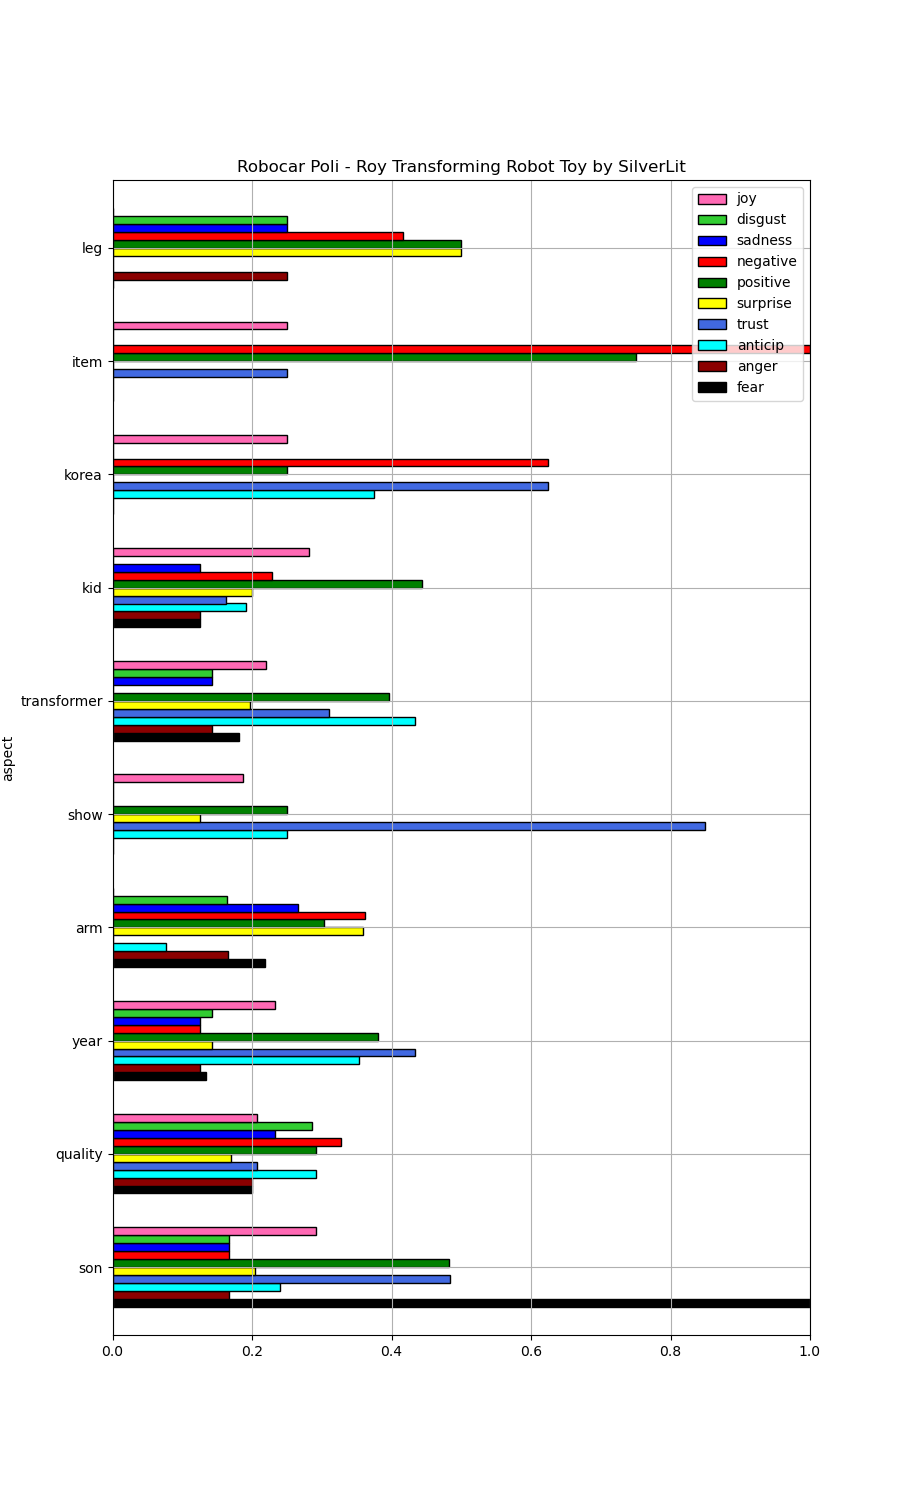 Robocar Poli - Roy Transforming Robot Toy by SilverLit
joy
disgust
sadness
negative
positive
surprise
trust
anticip
anger
fear
leg
item
korea
kid
transformer
show
arm
year
quality
son
aspect
0.0 0.2 0.4 0.6 0.8 1.0